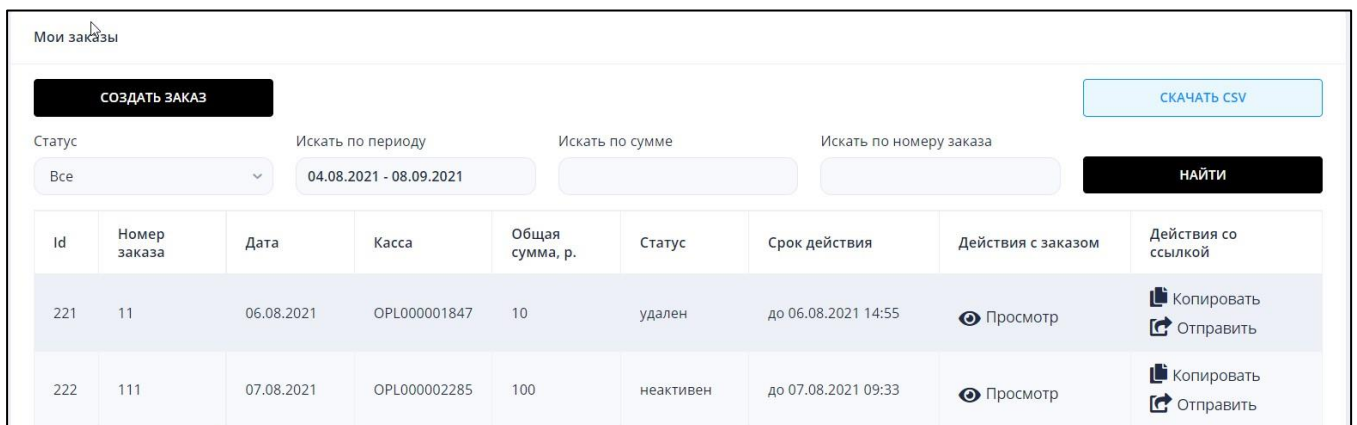 Мои заказы
СОЗДАТЬ ЗАКАЗ
СКАЧАТЬ CSV
Статус Искать по периоду Искать по сумме Искать по номеру заказа
Все 04.08.2021 - 08.09.2021 НАЙТИ
Id Номер заказа Дата Касса Общая сумма, р. Статус Срок действия Действия с заказом Действия со ссылкой
221 11 06.08.2021 OPL000001847 10 удален до 06.08.2021 14:55 Просмотр Копировать
Отправить
222 111 07.08.2021 OPL000002285 100 неактивен до 07.08.2021 09:33 Просмотр Копировать
Отправить